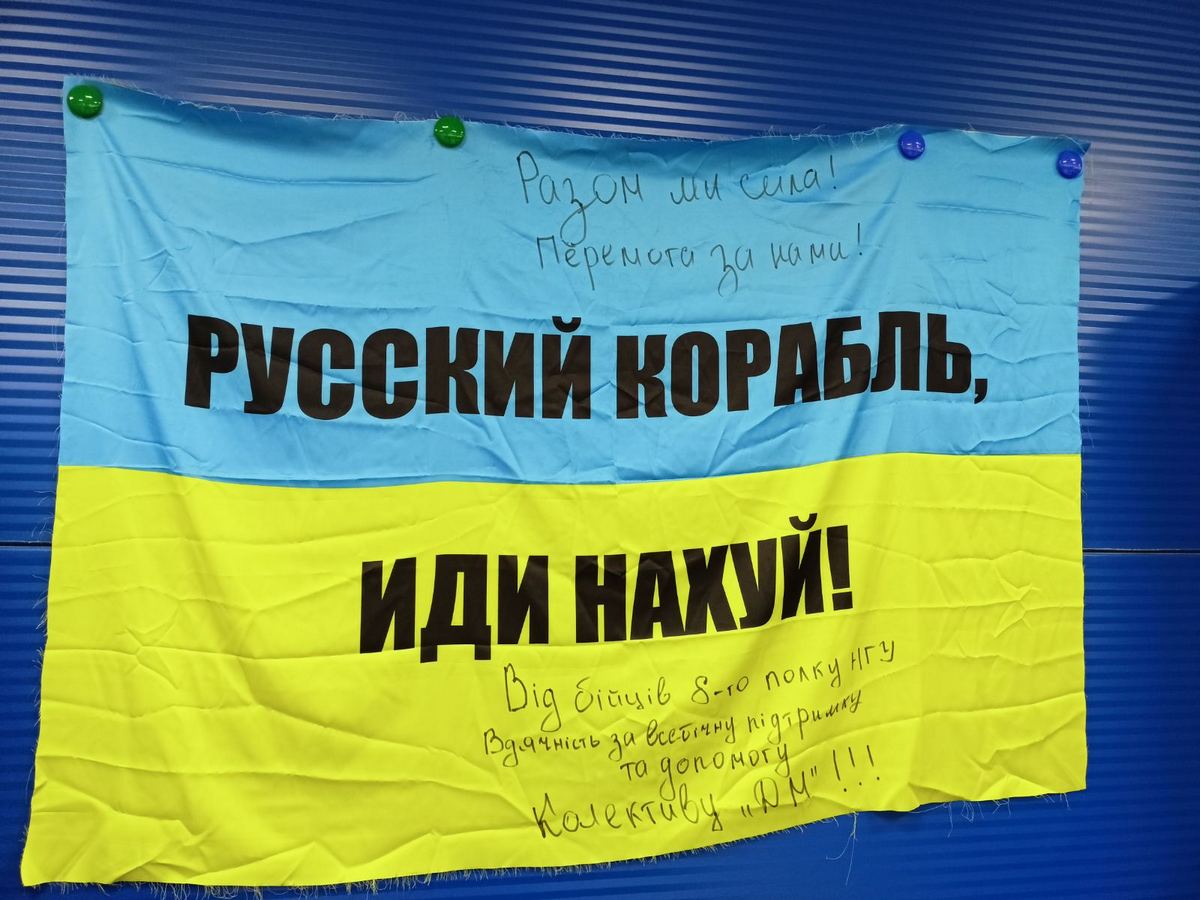 Разом ми сила!
Перемога за нами!
РУССКИЙ КОРАБЛЬ,
ИДИ НАХУЙ!
Від бійців 8-го полку НГУ
Вдячність за всебічну підтримку
та допомогу
Колективу „ДМ" !!!